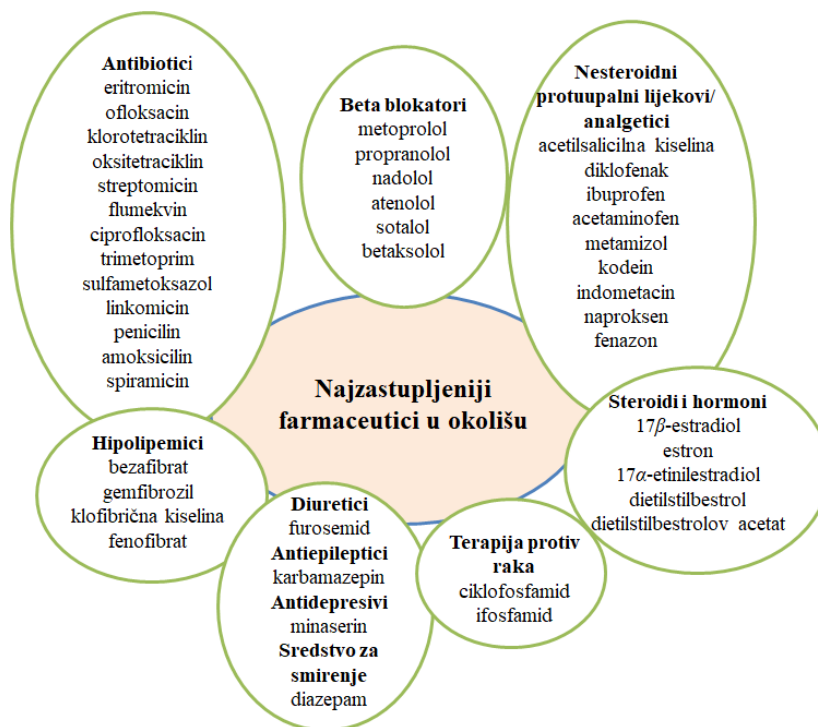 Antibiotici
eritromicin
ofloksacin
klorotetraciklin
oksitetraciklin
streptomicin
flumekvin
ciprofloksacin
trimetoprim
sulfametoksazol
linkomicin
penicilin
amoksicilin
spiramicin
Beta blokatori
metoprolol
propranolol
nadolol
atenolol
sotalol
betaksolol
Nesteroidni
protuupalni lijekovi/
analgetici
acetilsalicilna kiselina
diklofenak
ibuprofen
acetaminofen
metamizol
kodein
indometacin
naproksen
fenazon
Najzastupljeniji
farmaceutici u okolišu
Hipolipemici
bezafibrat
gemfibrozil
klofibrična kiselina
fenofibrat
Diuretici
furosemid
Antiepileptici
karbamazepin
Antidepresivi
minaserin
Sredstvo za
smirenje
diazepam
Terapija protiv
raka
ciklofosfamid
ifosfamid
Steroidi i hormoni
17β-estradiol
estron
17α-etinilestradiol
dietilstilbestrol
dietilstilbestrolov acetat